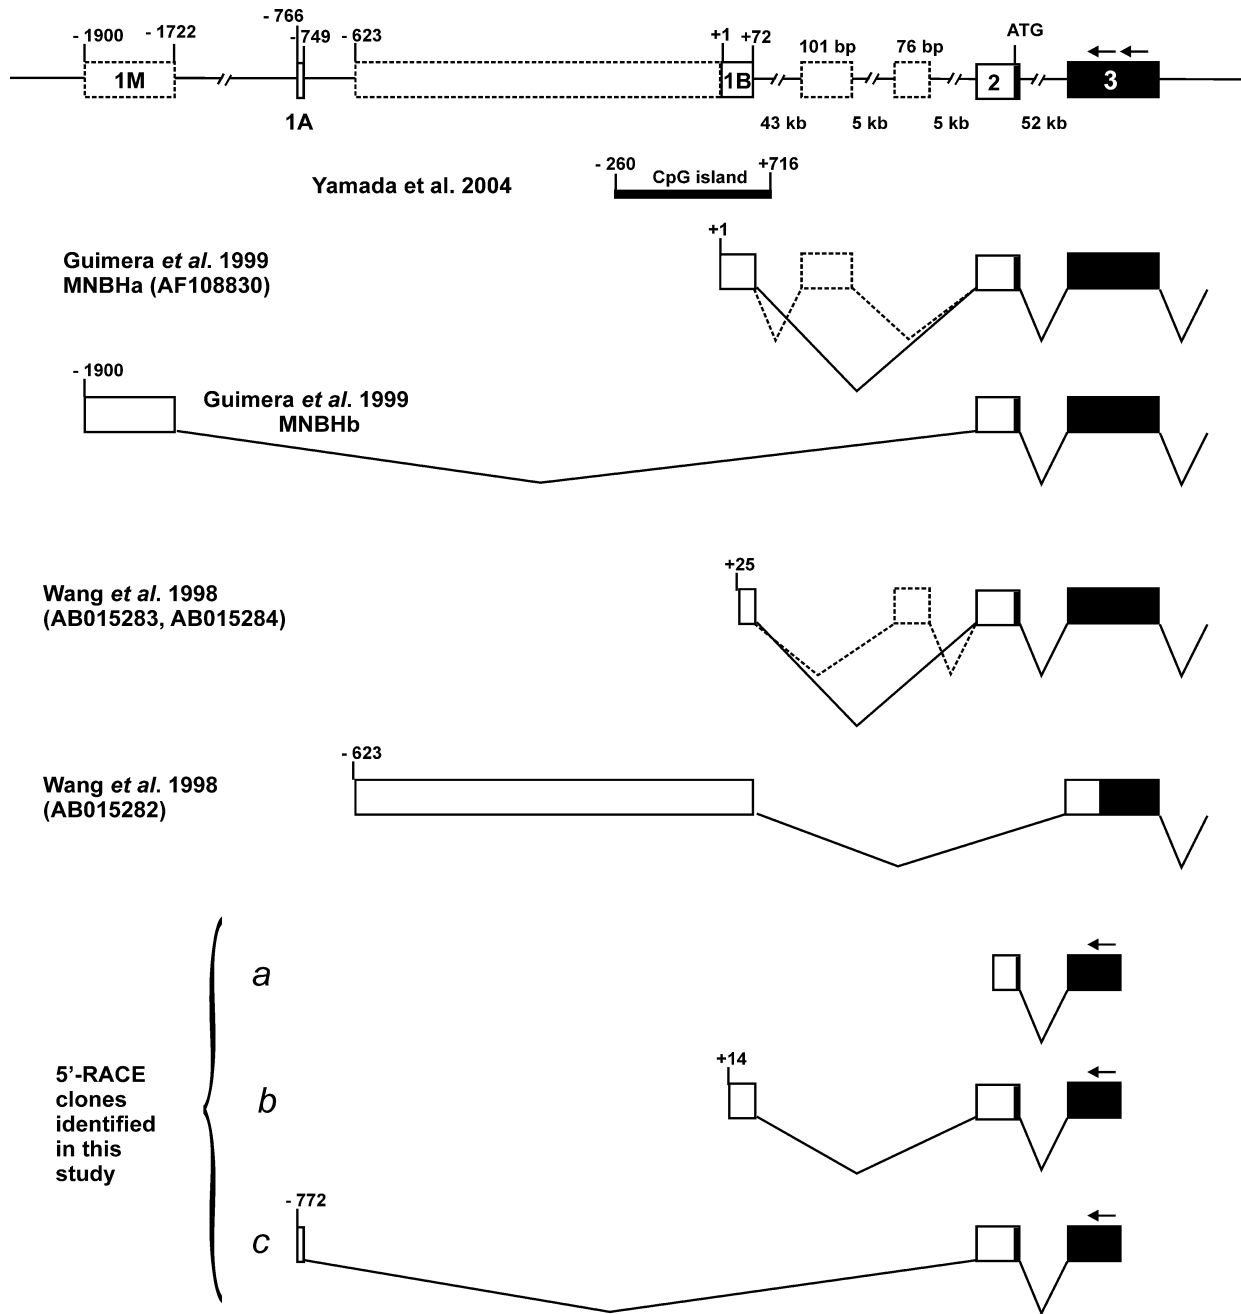 - 766
- 1900
- 1722
- 749
- 623
+1
+72
101 bp
76 bp
ATG
1M
1B
2
3
1A
43 kb
5 kb
5 kb
52 kb
Yamada et al. 2004
- 260
CpG island
+716
+1
Guimera et al. 1999
MNBHa (AF108830)
- 1900
Guimera et al. 1999
MNBHb
+25
Wang et al. 1998
(AB015283, AB015284)
- 623
Wang et al. 1998
(AB015282)
a
5’-RACE
clones
identified
in this
study
+14
b
- 772
c